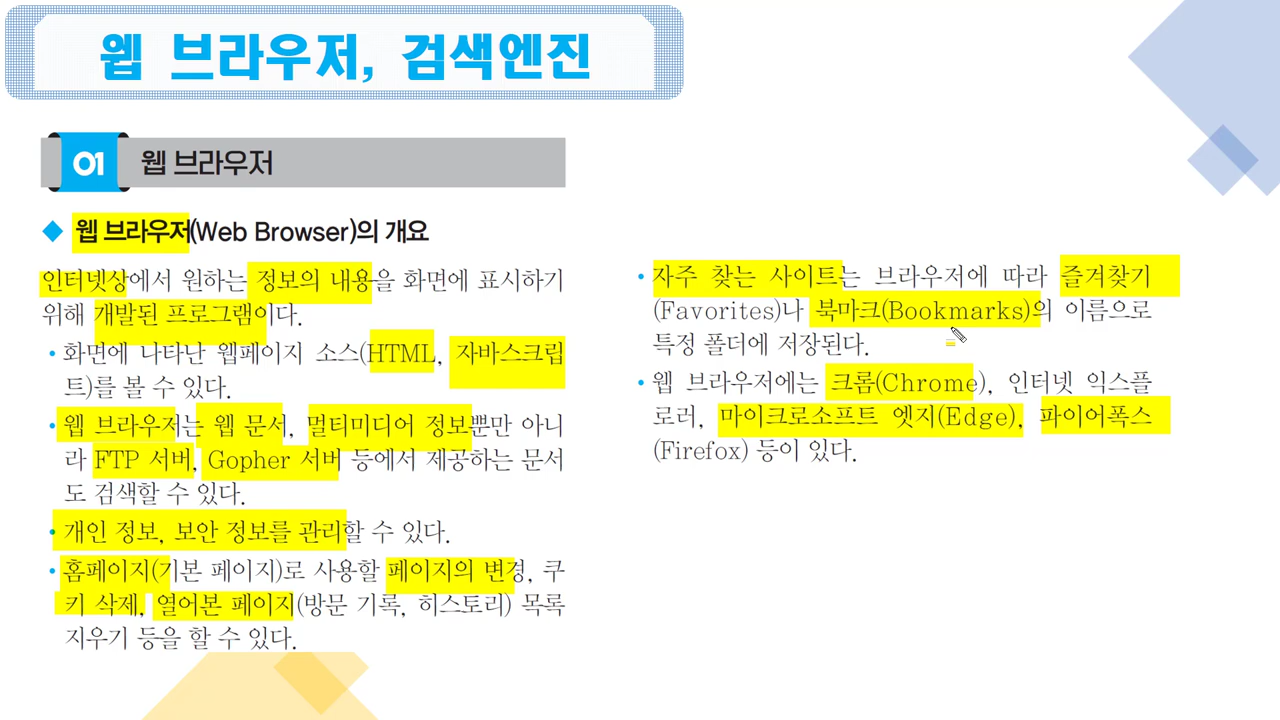 웹 브라우저, 검색엔진
01 웹 브라우저
◆ 웹 브라우저(Web Browser)의 개요
인터넷상에서 원하는 정보의 내용을 화면에 표시하기
위해 개발된 프로그램이다.
• 화면에 나타난 웹페이지 소스(HTML, 자바스크립
트)를 볼 수 있다.
• 웹 브라우저는 웹 문서, 멀티미디어 정보뿐만 아니
라 FTP 서버, Gopher 서버 등에서 제공하는 문서
도 검색할 수 있다.
• 개인 정보, 보안 정보를 관리할 수 있다.
• 홈페이지(기본 페이지)로 사용할 페이지의 변경, 쿠
키 삭제, 열어본 페이지(방문 기록, 히스토리) 목록
지우기 등을 할 수 있다.
• 자주 찾는 사이트는 브라우저에 따라 즐겨찾기
(Favorites)나 북마크(Bookmarks)의 이름으로
특정 폴더에 저장된다.
• 웹 브라우저에는 크롬(Chrome), 인터넷 익스플
로러, 마이크로소프트 엣지(Edge), 파이어폭스
(Firefox) 등이 있다.